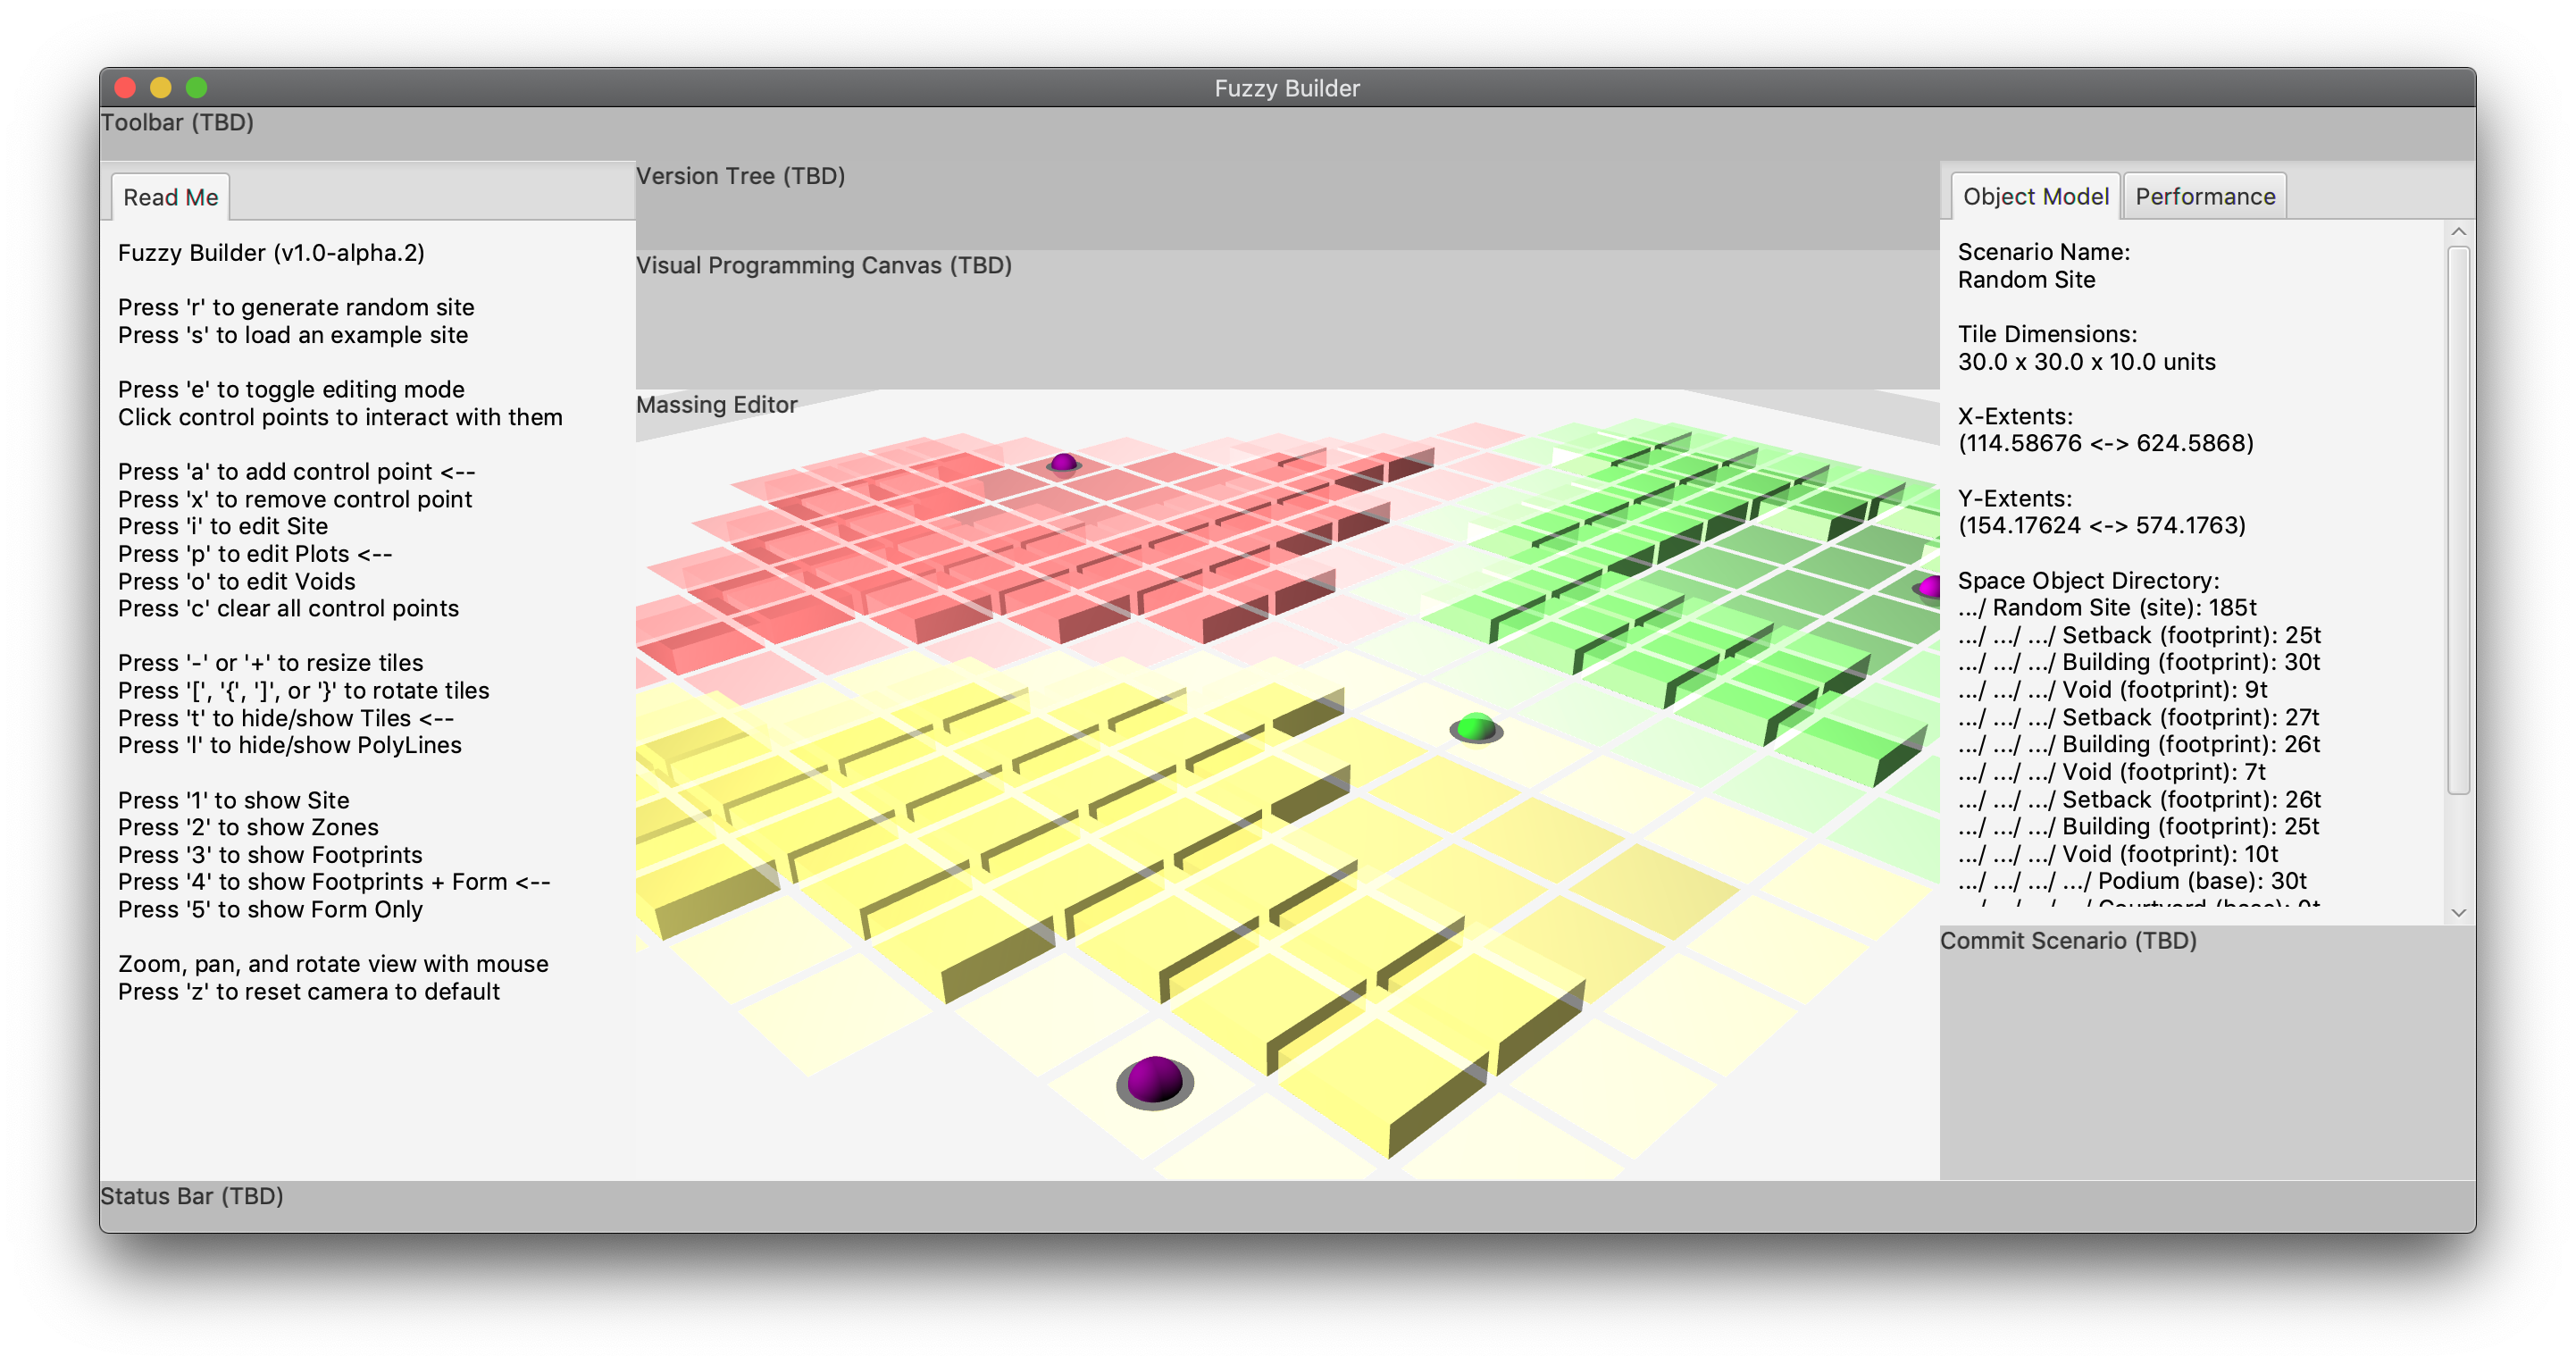 Fuzzy Builder
Toolbar (TBD)
Read Me
Fuzzy Builder (v1.0-alpha.2)
Press 'r' to generate random site
Press 's' to load an example site
Press 'e' to toggle editing mode
Click control points to interact with them
Press 'a' to add control point <--
Press 'x' to remove control point
Press 'i' to edit Site
Press 'p' to edit Plots <--
Press 'o' to edit Voids
Press 'c' clear all control points
Press '-' or '+' to resize tiles
Press '[', '{', ']', or '}' to rotate tiles
Press 't' to hide/show Tiles <--
Press 'l' to hide/show PolyLines
Press '1' to show Site
Press '2' to show Zones
Press '3' to show Footprints
Press '4' to show Footprints + Form <--
Press '5' to show Form Only
Zoom, pan, and rotate view with mouse
Press 'z' to reset camera to default
Version Tree (TBD)
Visual Programming Canvas (TBD)
Massing Editor
Object Model
Performance
Scenario Name:
Random Site
Tile Dimensions:
30.0 x 30.0 x 10.0 units
X-Extents:
(114.58676 <-> 624.5868)
Y-Extents:
(154.17624 <-> 574.1763)
Space Object Directory:
.../ Random Site (site): 185t
.../ .../ .../ Setback (footprint): 25t
.../ .../ .../ Building (footprint): 30t
.../ .../ .../ Void (footprint): 9t
.../ .../ .../ Setback (footprint): 27t
.../ .../ .../ Building (footprint): 26t
.../ .../ .../ Void (footprint): 7t
.../ .../ .../ Setback (footprint): 26t
.../ .../ .../ Building (footprint): 25t
.../ .../ .../ Void (footprint): 10t
.../ .../ .../ .../ Podium (base): 30t
Commit Scenario (TBD)
Status Bar (TBD)